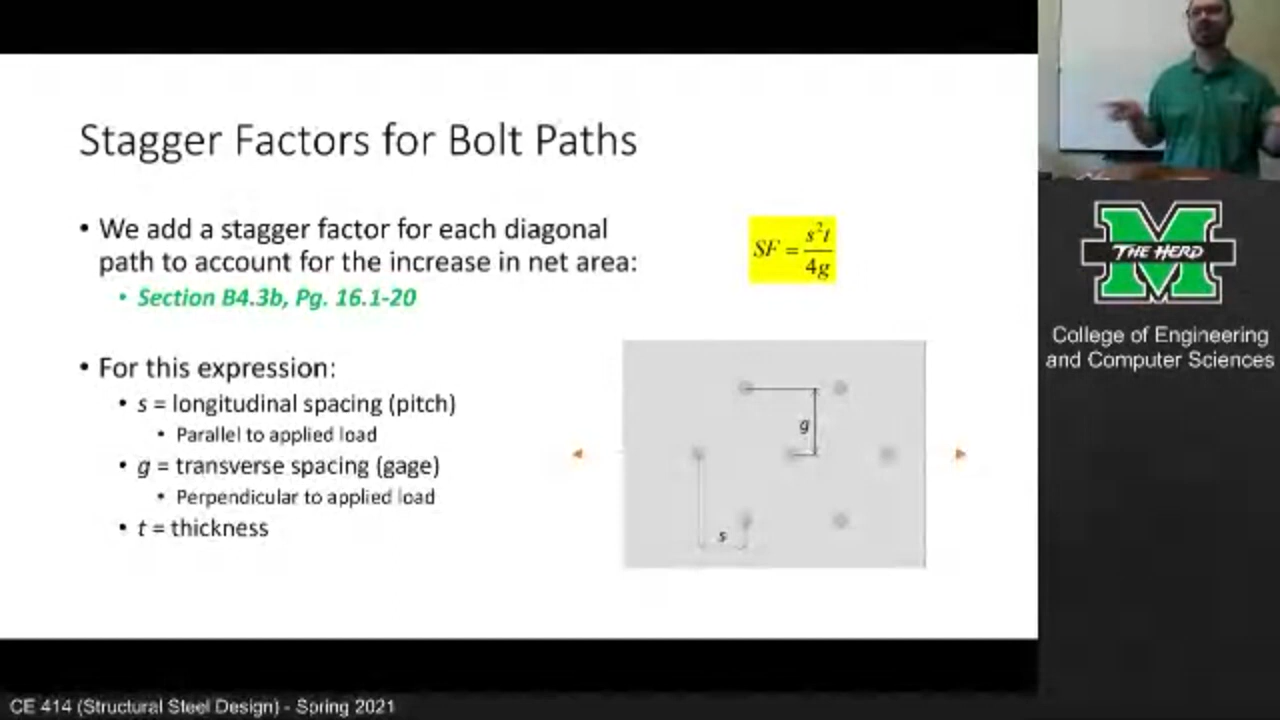 Stagger Factors for Bolt Paths
• We add a stagger factor for each diagonal
path to account for the increase in net area:
• Section B4.3b, Pg. 16.1-20
SF = s²t / 4g
• For this expression:
• s = longitudinal spacing (pitch)
• Parallel to applied load
• g = transverse spacing (gage)
• Perpendicular to applied load
• t = thickness
g
s
THE HERD
College of Engineering
and Computer Sciences
CE 414 (Structural Steel Design) - Spring 2021